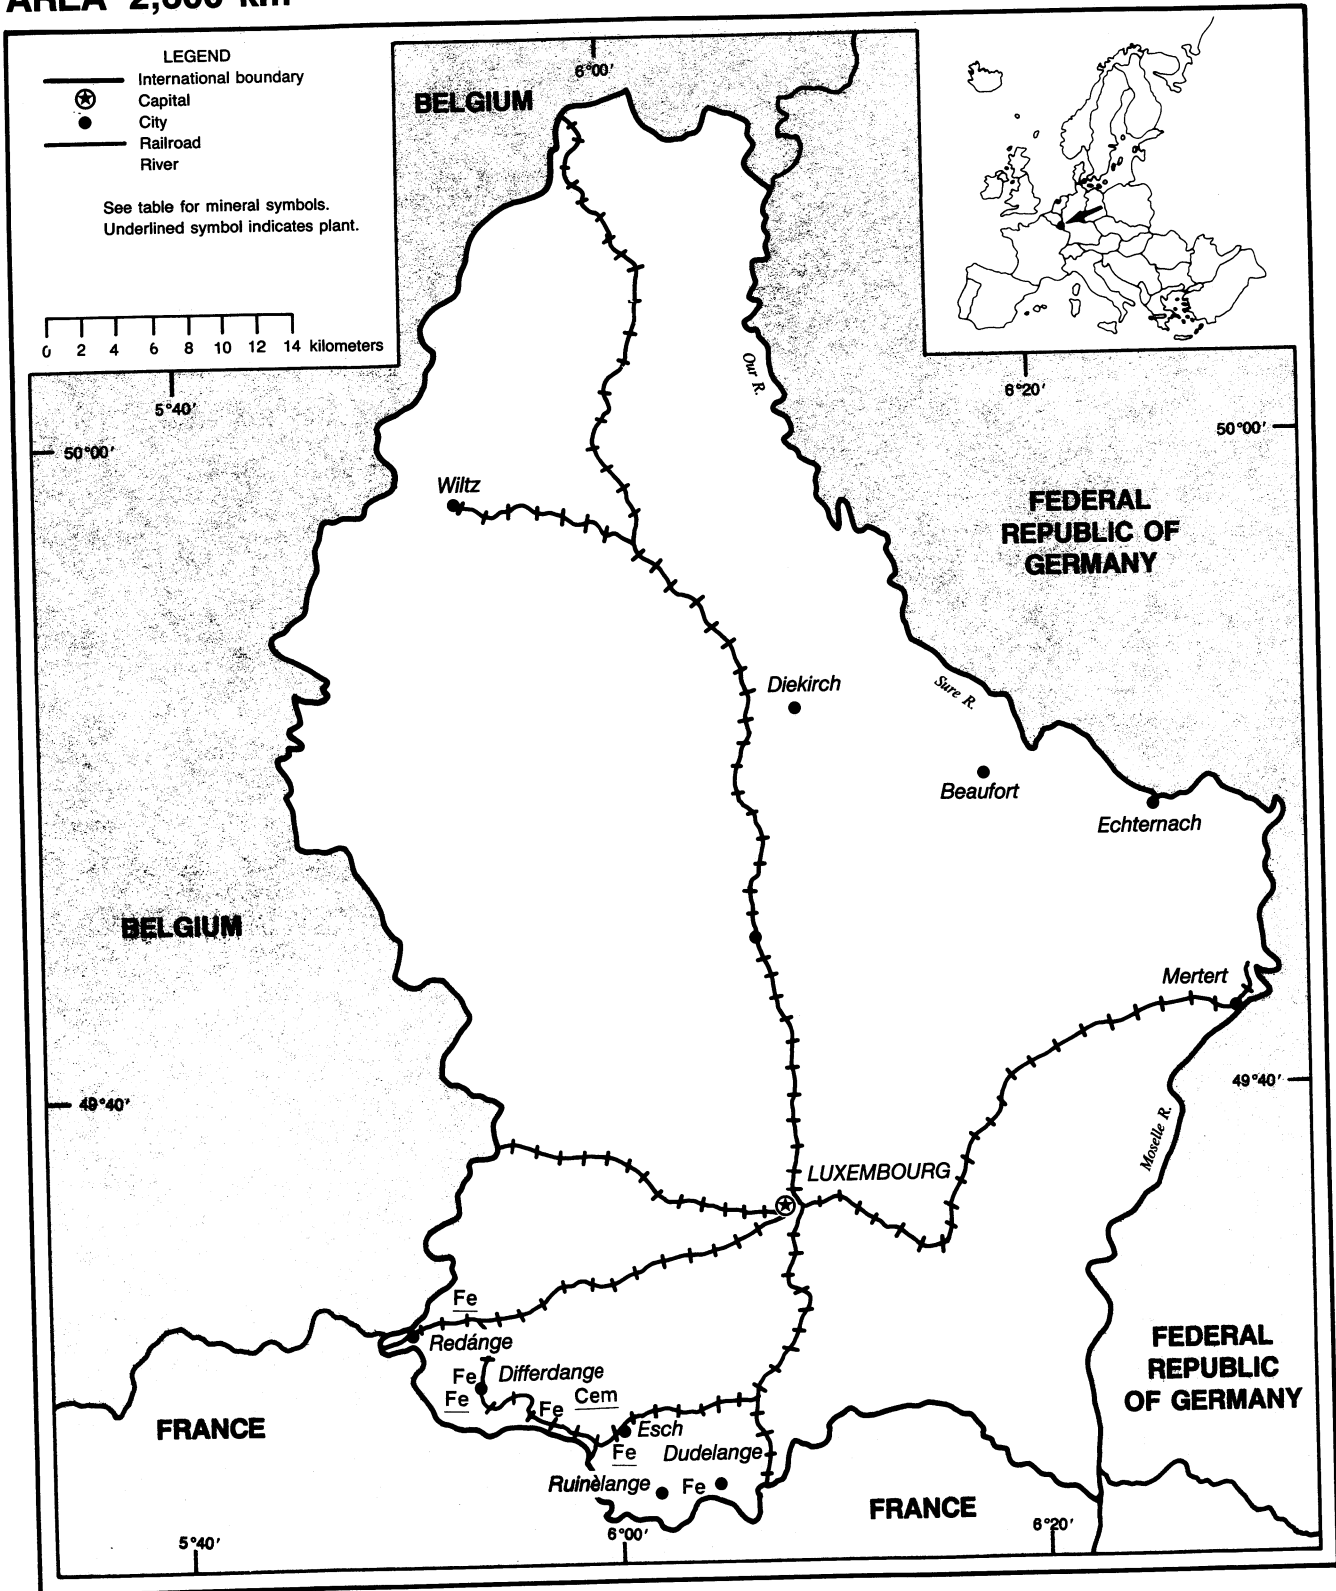 LEGEND
International boundary
Capital
City
Railroad
River
See table for mineral symbols.
Underlined symbol indicates plant.
0 2 4 6 8 10 12 14 kilometers
6°00′
BELGIUM
5°40′
6°20′
50°00′
50°00′
Our R.
FEDERAL
REPUBLIC OF
GERMANY
Wiltz
Diekirch
Sure R.
Beaufort
Echternach
BELGIUM
Mertert
49°40′
49°40′
Moselle R.
LUXEMBOURG
Fe
Redánge
Fe
Differdange
Fe
Cem
Fe
Esch
Fe
Dudelange
Ruinèlange
Fe
FRANCE
FEDERAL
REPUBLIC
OF GERMANY
FRANCE
5°40′
6°00′
6°20′